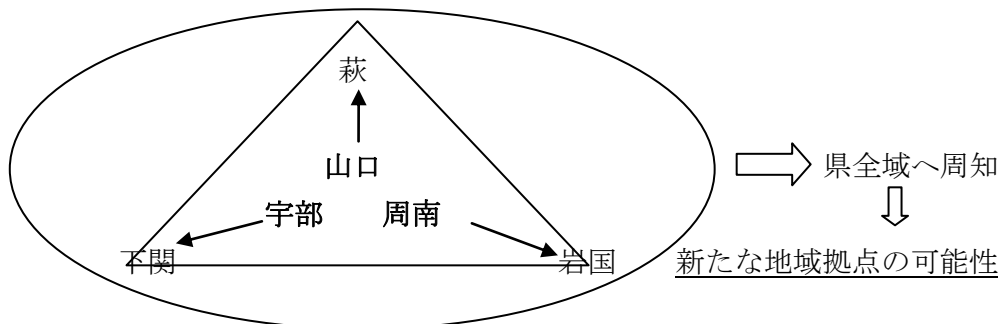 萩
山口
県全域へ周知
宇部 周南
下関 岩国
新たな地域拠点の可能性